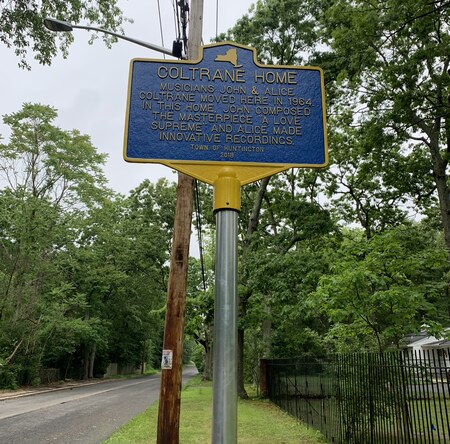 COLTRANE HOME
MUSICIANS JOHN & ALICE
COLTRANE MOVED HERE IN 1964.
IN THIS HOME, JOHN COMPOSED
THE MASTERPIECE "A LOVE
SUPREME" AND ALICE MADE
INNOVATIVE RECORDINGS.
TOWN OF HUNTINGTON